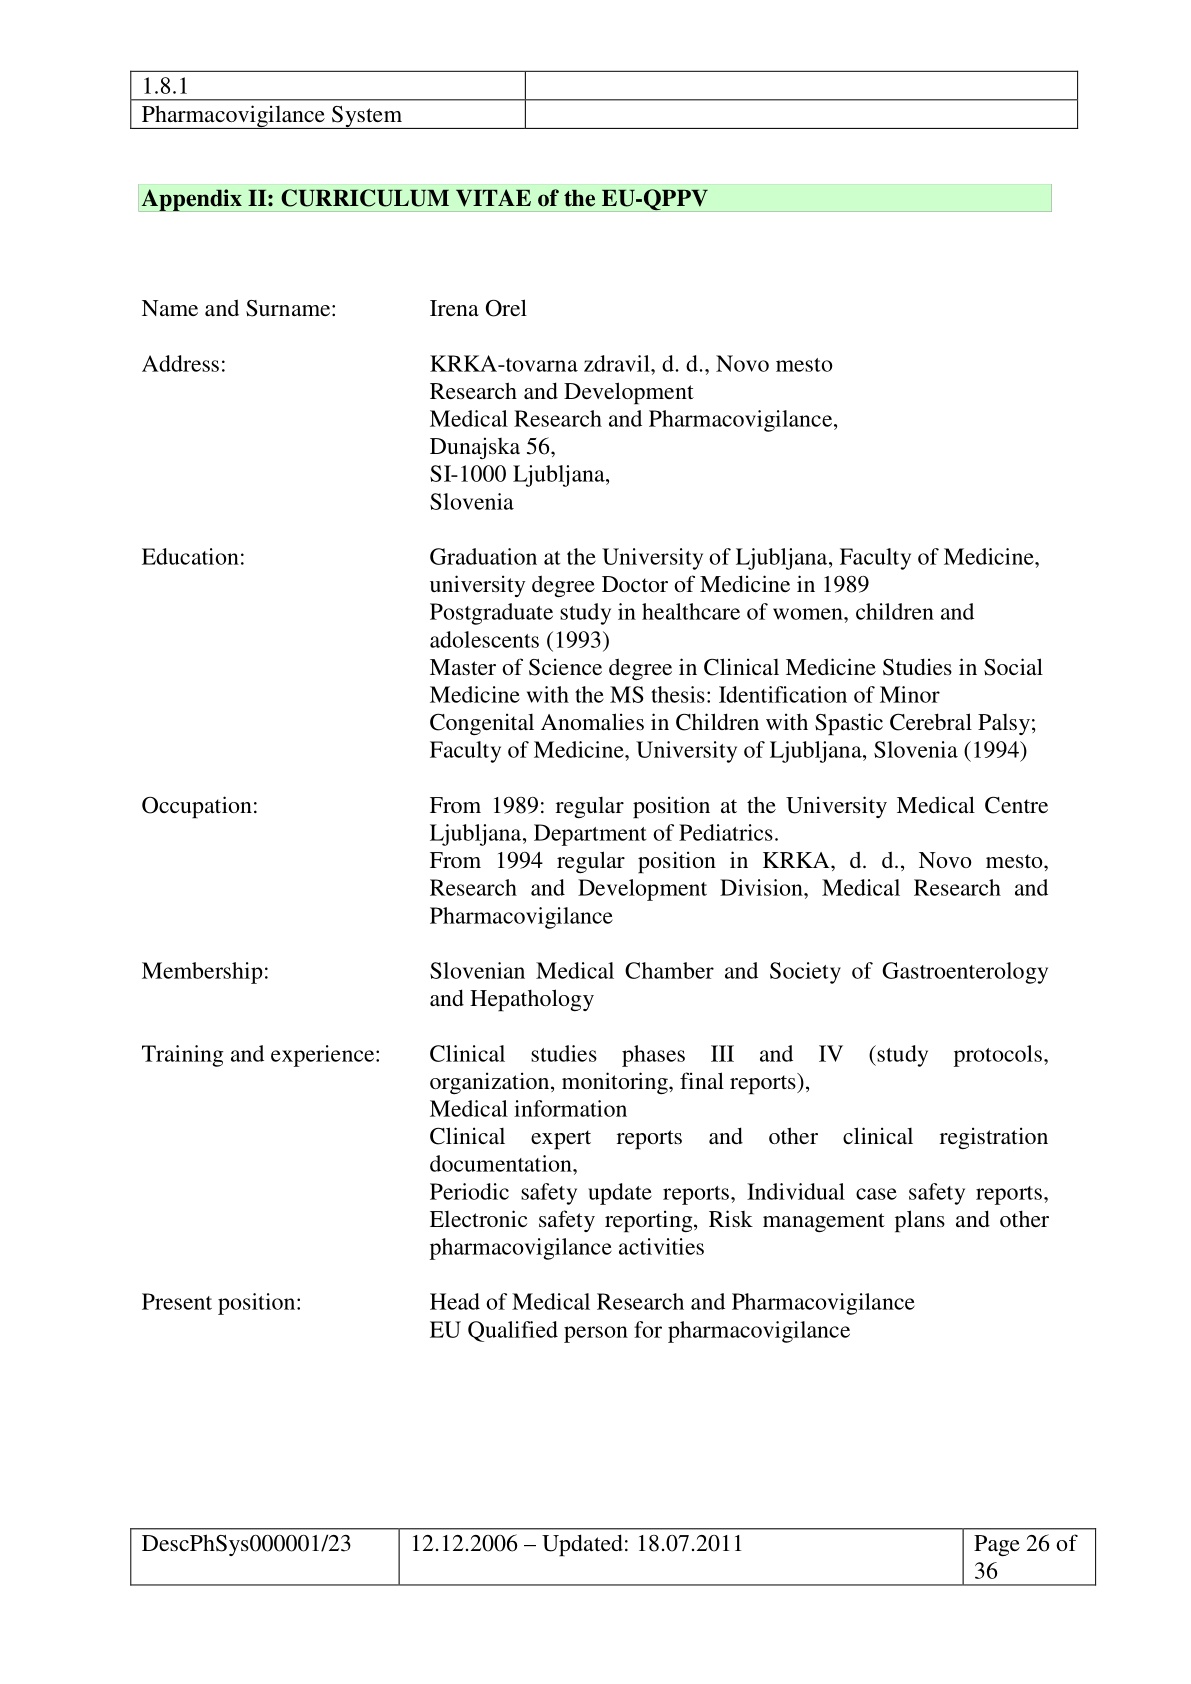 1.8.1
Pharmacovigilance System
Appendix II: CURRICULUM VITAE of the EU-QPPV
Name and Surname: Irena Orel
Address: KRKA-tovarna zdravil, d. d., Novo mesto
Research and Development
Medical Research and Pharmacovigilance,
Dunajska 56,
SI-1000 Ljubljana,
Slovenia
Education: Graduation at the University of Ljubljana, Faculty of Medicine,
university degree Doctor of Medicine in 1989
Postgraduate study in healthcare of women, children and
adolescents (1993)
Master of Science degree in Clinical Medicine Studies in Social
Medicine with the MS thesis: Identification of Minor
Congenital Anomalies in Children with Spastic Cerebral Palsy;
Faculty of Medicine, University of Ljubljana, Slovenia (1994)
Occupation: From 1989: regular position at the University Medical Centre
Ljubljana, Department of Pediatrics.
From 1994 regular position in KRKA, d. d., Novo mesto,
Research and Development Division, Medical Research and
Pharmacovigilance
Membership: Slovenian Medical Chamber and Society of Gastroenterology
and Hepathology
Training and experience: Clinical studies phases III and IV (study protocols,
organization, monitoring, final reports),
Medical information
Clinical expert reports and other clinical registration
documentation,
Periodic safety update reports, Individual case safety reports,
Electronic safety reporting, Risk management plans and other
pharmacovigilance activities
Present position: Head of Medical Research and Pharmacovigilance
EU Qualified person for pharmacovigilance
DescPhSys000001/23 12.12.2006 – Updated: 18.07.2011 Page 26 of
36